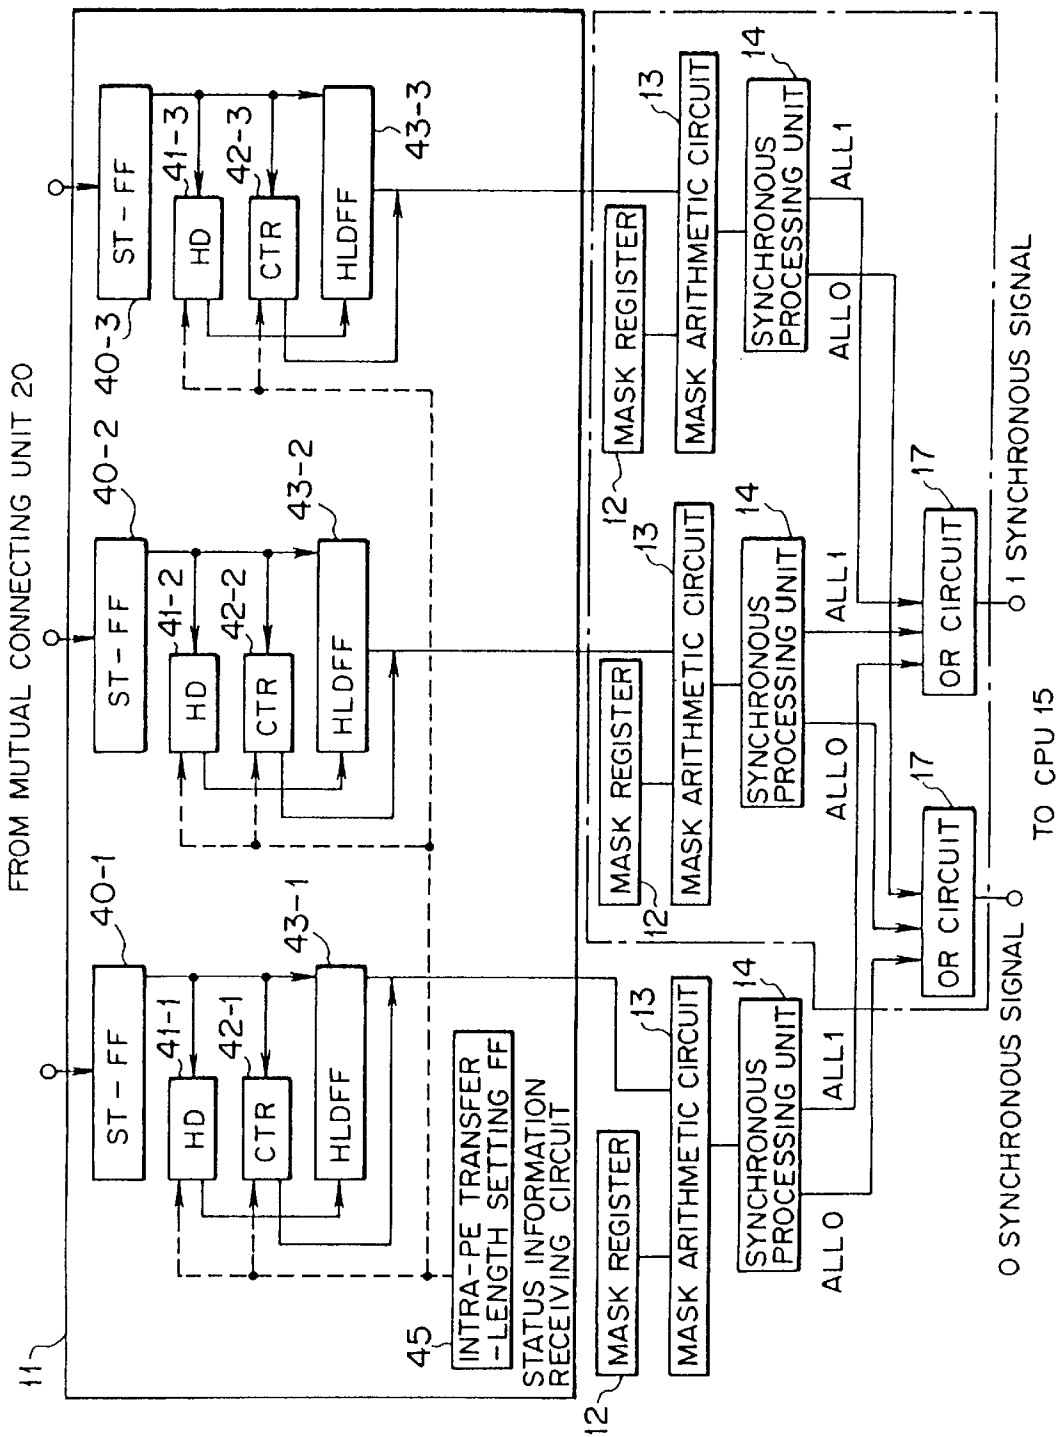 FROM MUTUAL CONNECTING UNIT 20
11
40-1
ST-FF
41-1
HD
42-1
CTR
43-1
HLDFF
40-2
ST-FF
41-2
HD
42-2
CTR
43-2
HLDFF
40-3
ST-FF
41-3
HD
42-3
CTR
43-3
HLDFF
45
INTRA-PE TRANSFER
-LENGTH SETTING FF
STATUS INFORMATION
RECEIVING CIRCUIT
12
MASK REGISTER
13
MASK ARITHMETIC CIRCUIT
14
SYNCHRONOUS
PROCESSING UNIT
ALL0
ALL1
12
MASK REGISTER
13
MASK ARITHMETIC CIRCUIT
14
SYNCHRONOUS
PROCESSING UNIT
ALL0
ALL1
12
MASK REGISTER
13
MASK ARITHMETIC CIRCUIT
14
SYNCHRONOUS
PROCESSING UNIT
ALL0
ALL1
17
OR CIRCUIT
17
OR CIRCUIT
0 SYNCHRONOUS SIGNAL
1 SYNCHRONOUS SIGNAL
TO CPU 15